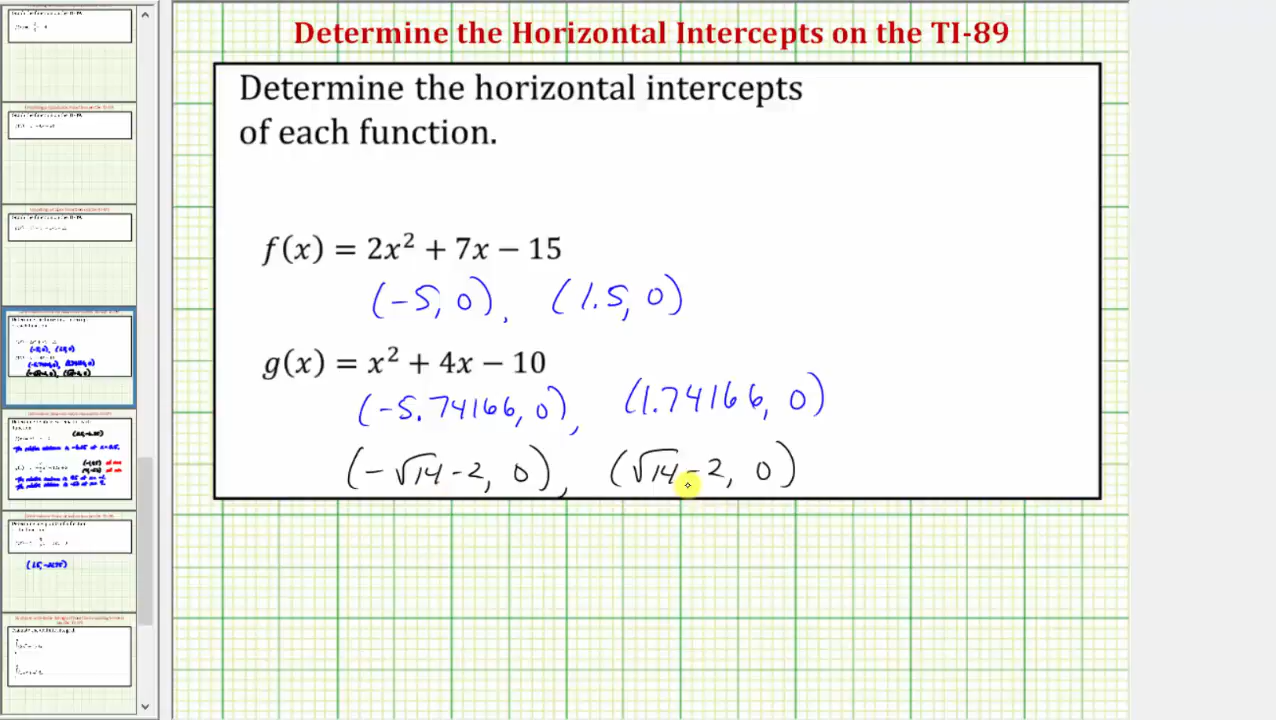 Determine the Horizontal Intercepts on the TI-89
Determine the horizontal intercepts
of each function.
f(x) = 2x² + 7x − 15
(-5, 0), (1.5, 0)
g(x) = x² + 4x − 10
(-5.74166, 0), (1.74166, 0)
(-√14-2, 0), (√14-2, 0)